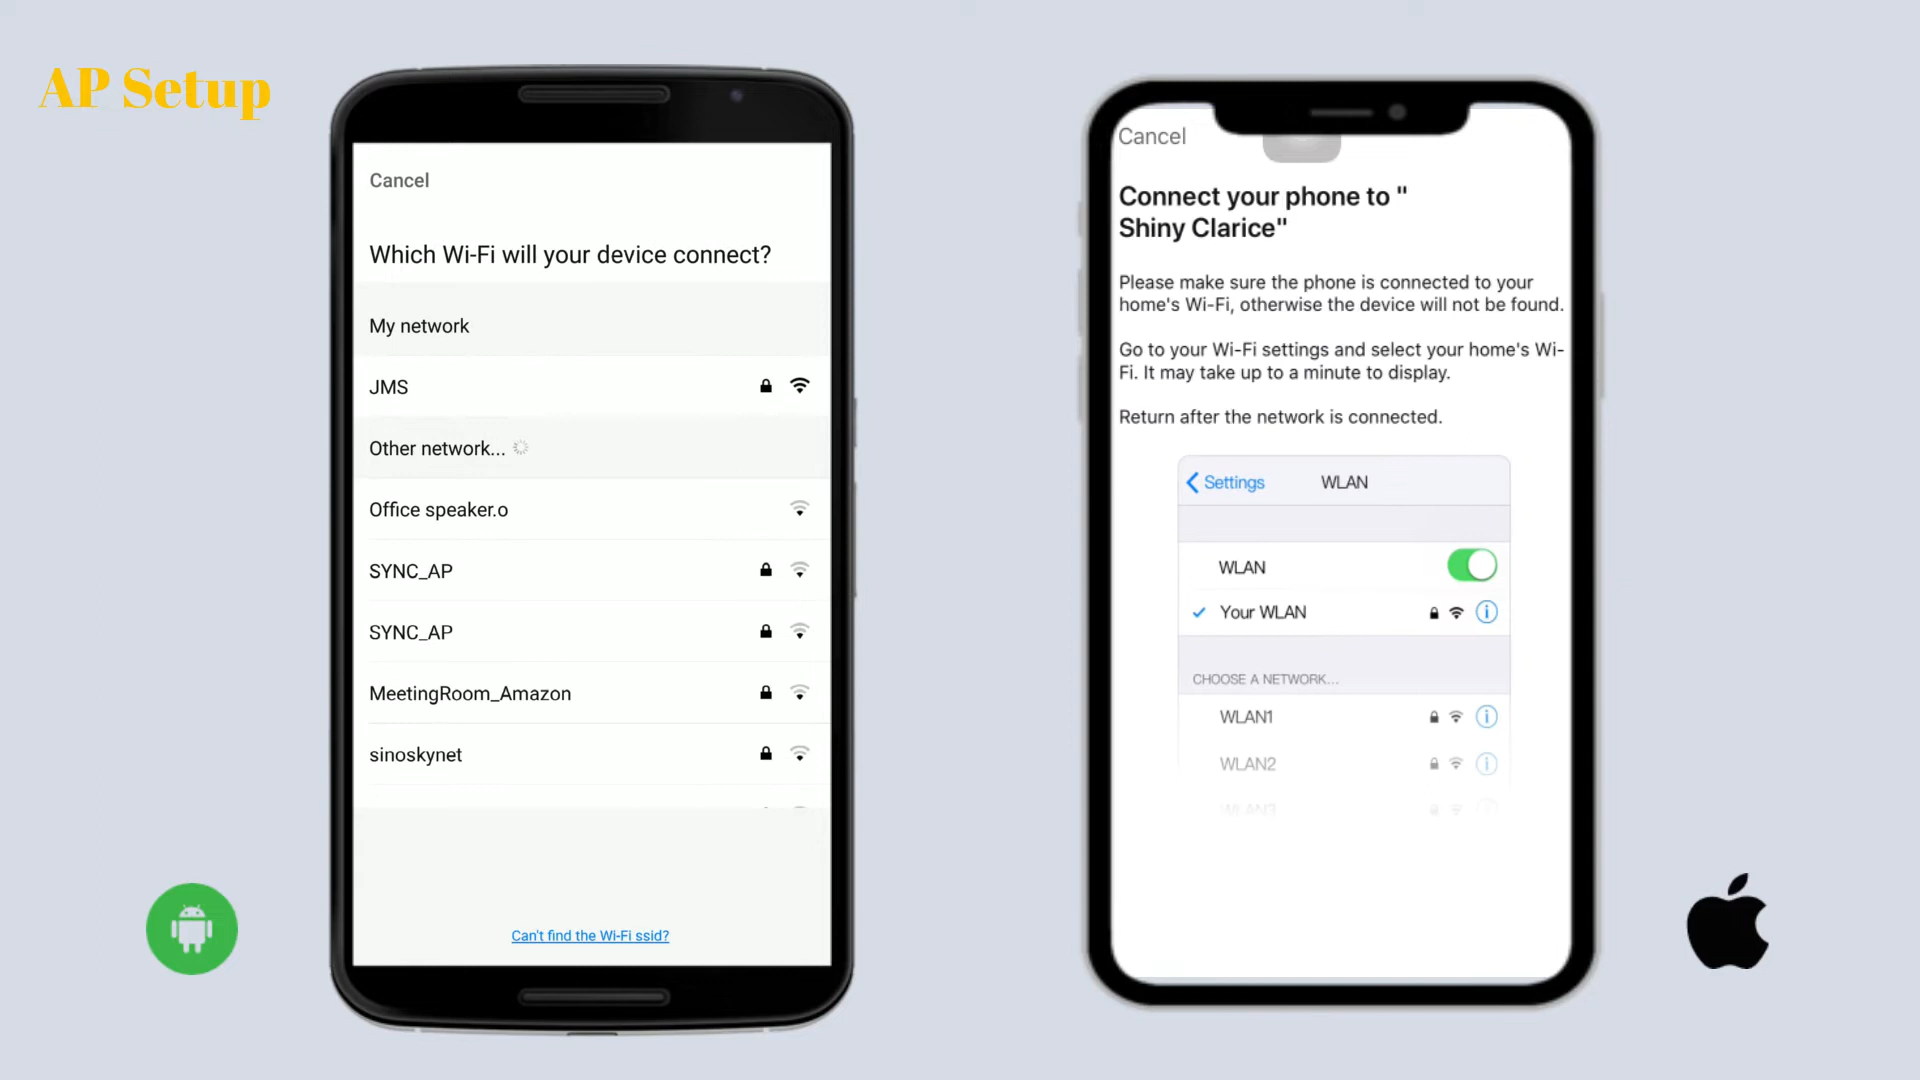 AP Setup
Cancel
Which Wi-Fi will your device connect?
My network
JMS
Other network...
Office speaker.o
SYNC_AP
SYNC_AP
MeetingRoom_Amazon
sinoskynet
Can't find the Wi-Fi ssid?
Cancel
Connect your phone to "
Shiny Clarice"
Please make sure the phone is connected to your
home's Wi-Fi, otherwise the device will not be found.
Go to your Wi-Fi settings and select your home's Wi-
Fi. It may take up to a minute to display.
Return after the network is connected.
Settings WLAN
WLAN
Your WLAN
CHOOSE A NETWORK...
WLAN1
WLAN2
WLAN3